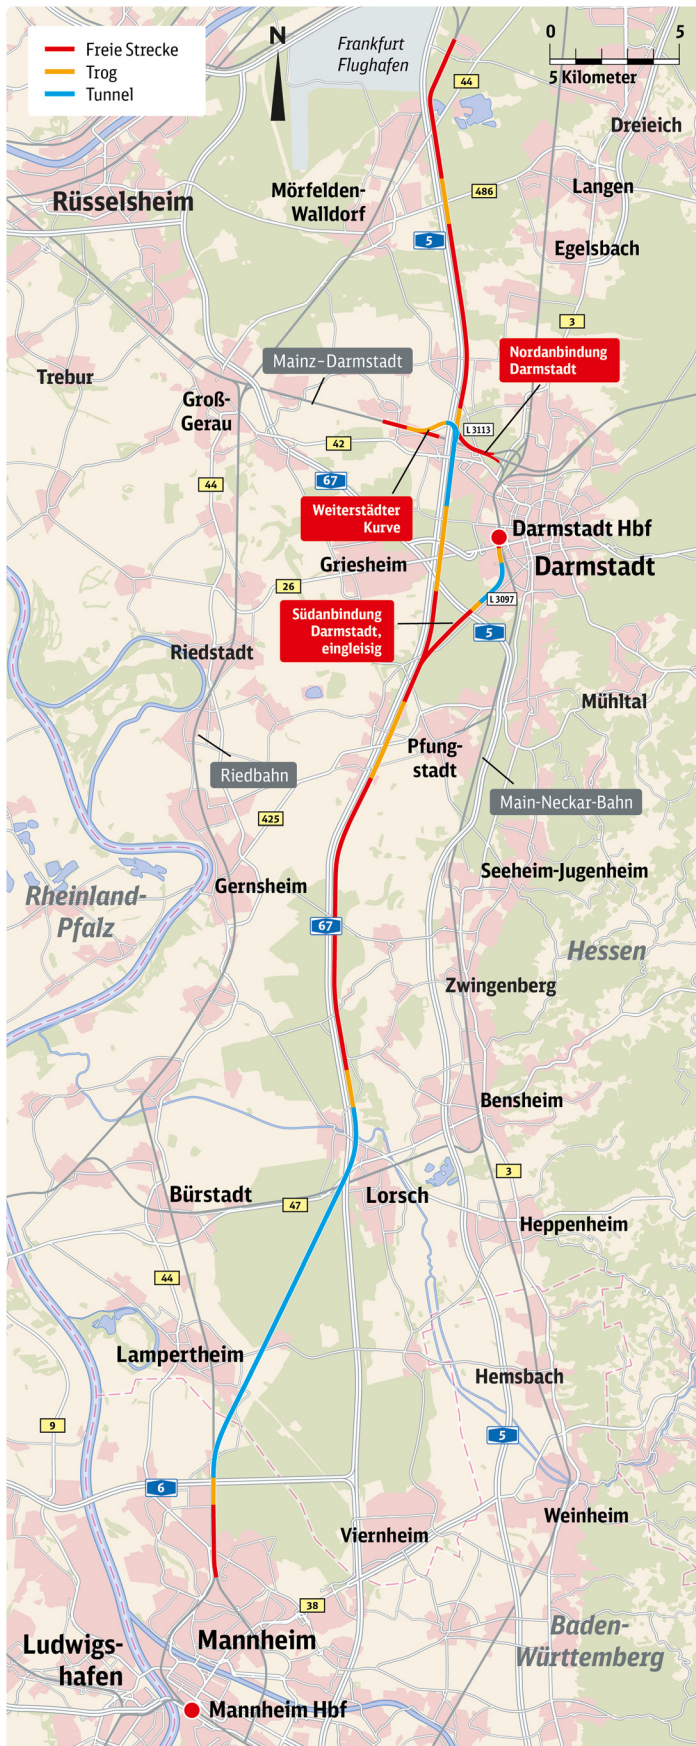 Freie Strecke
Trog
Tunnel
N
Frankfurt
Flughafen
0
5
5 Kilometer
44
Dreieich
Rüsselsheim
Mörfelden-
Walldorf
486
Langen
5
Egelsbach
3
Mainz–Darmstadt
Nordanbindung
Darmstadt
Trebur
Groß-
Gerau
42
L 3113
44
67
Weiterstädter
Kurve
Darmstadt Hbf
Griesheim
Darmstadt
26
L 3097
Südanbindung
Darmstadt,
eingleisig
5
Riedstadt
Mühltal
Pfung-
stadt
Riedbahn
Main-Neckar-Bahn
425
Seeheim-Jugenheim
Gernsheim
Rheinland-
Pfalz
67
Hessen
Zwingenberg
Bensheim
3
Bürstadt
47
Lorsch
Heppenheim
44
Lampertheim
Hemsbach
9
5
6
Weinheim
Viernheim
38
Baden-
Württemberg
Ludwigs-
hafen
Mannheim
Mannheim Hbf